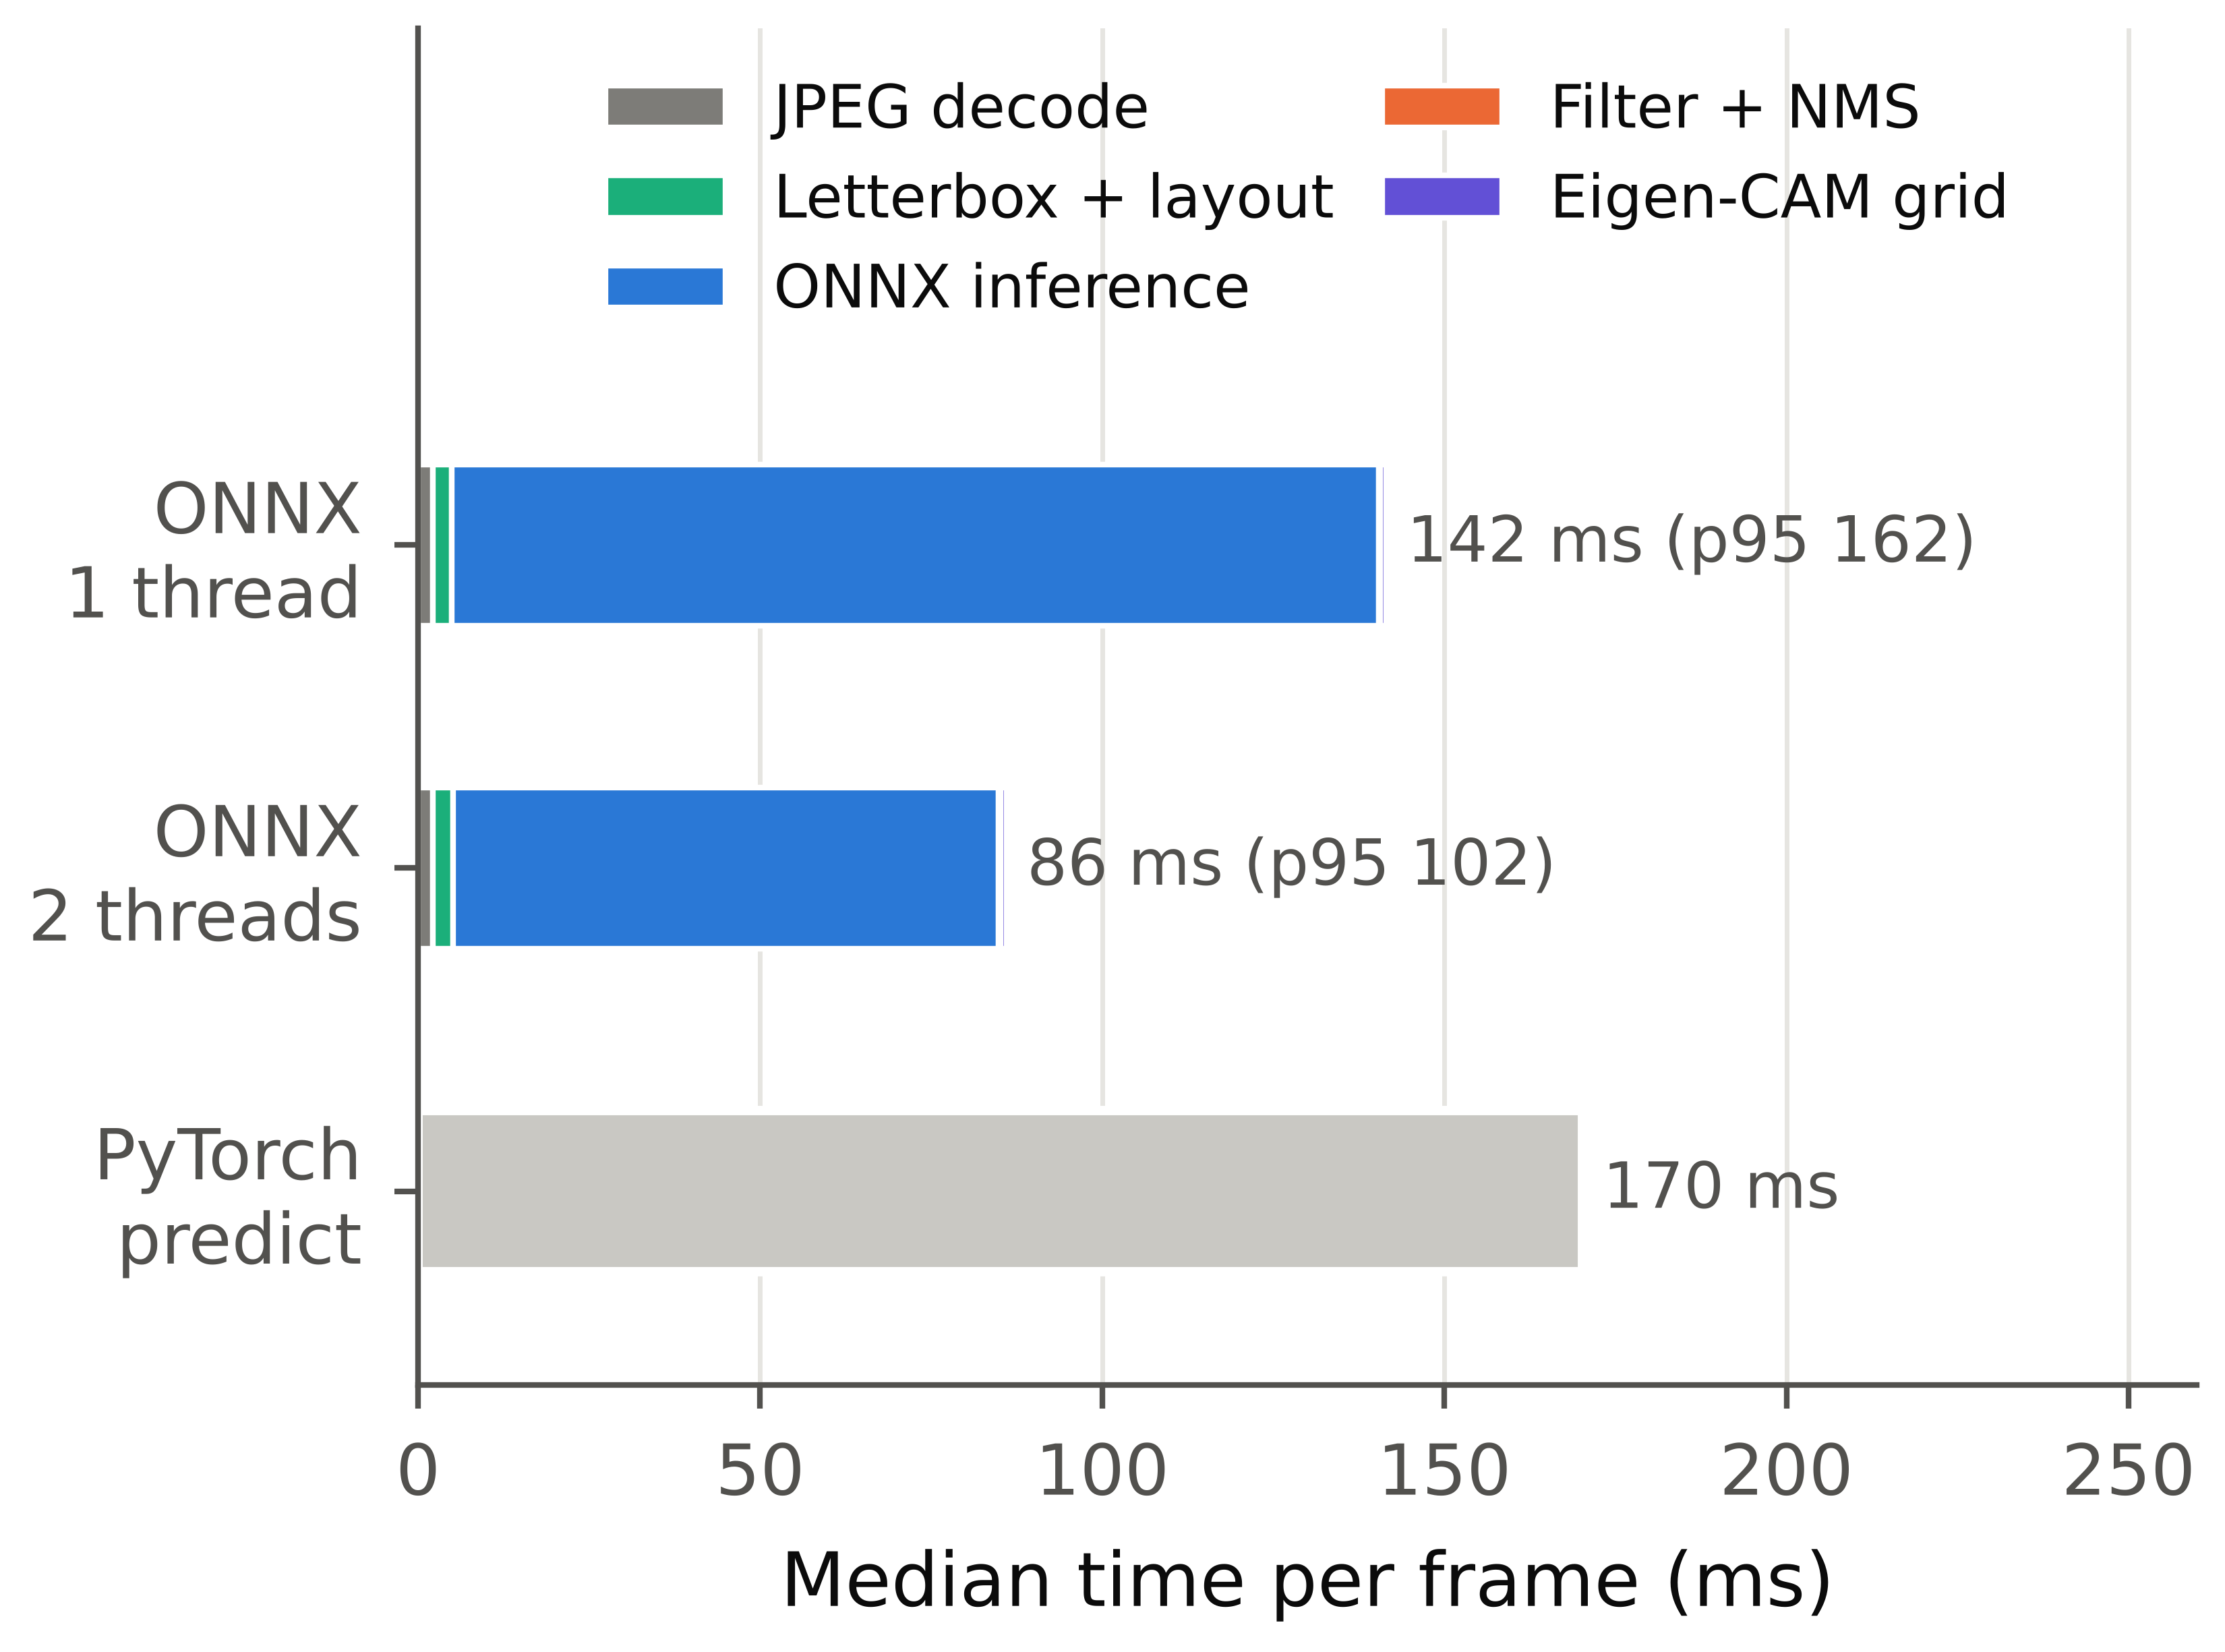 JPEG decode
Letterbox + layout
ONNX inference
Filter + NMS
Eigen-CAM grid
ONNX
1 thread
142 ms (p95 162)
ONNX
2 threads
86 ms (p95 102)
PyTorch
predict
170 ms
0 50 100 150 200 250
Median time per frame (ms)